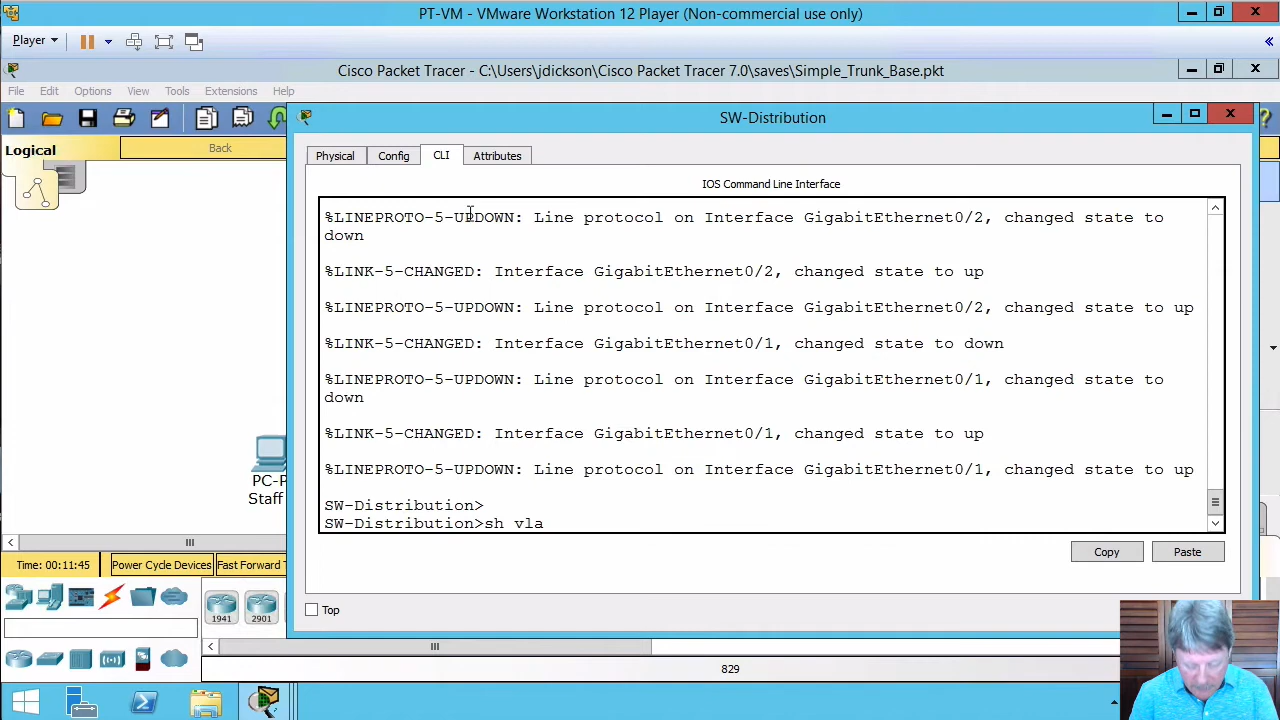 PT-VM - VMware Workstation 12 Player (Non-commercial use only)
Player
Cisco Packet Tracer - C:\Users\jdickson\Cisco Packet Tracer 7.0\saves\Simple_Trunk_Base.pkt
File Edit Options View Tools Extensions Help
SW-Distribution
Logical
Back
Physical Config CLI Attributes
IOS Command Line Interface
%LINEPROTO-5-UPDOWN: Line protocol on Interface GigabitEthernet0/2, changed state to
down
%LINK-5-CHANGED: Interface GigabitEthernet0/2, changed state to up
%LINEPROTO-5-UPDOWN: Line protocol on Interface GigabitEthernet0/2, changed state to up
%LINK-5-CHANGED: Interface GigabitEthernet0/1, changed state to down
%LINEPROTO-5-UPDOWN: Line protocol on Interface GigabitEthernet0/1, changed state to
down
%LINK-5-CHANGED: Interface GigabitEthernet0/1, changed state to up
%LINEPROTO-5-UPDOWN: Line protocol on Interface GigabitEthernet0/1, changed state to up
SW-Distribution>
SW-Distribution>sh vla
PC-P
Staff
Copy Paste
Time: 00:11:45 Power Cycle Devices Fast Forward T
Top
1941 2901
829